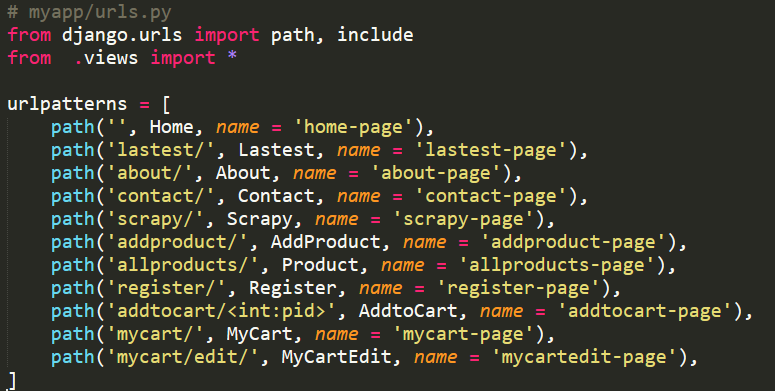 # myapp/urls.py
from django.urls import path, include
from  .views import *

urlpatterns = [
    path('', Home, name = 'home-page'),
    path('lastest/', Lastest, name = 'lastest-page'),
    path('about/', About, name = 'about-page'),
    path('contact/', Contact, name = 'contact-page'),
    path('scrapy/', Scrapy, name = 'scrapy-page'),
    path('addproduct/', AddProduct, name = 'addproduct-page'),
    path('allproducts/', Product, name = 'allproducts-page'),
    path('register/', Register, name = 'register-page'),
    path('addtocart/<int:pid>', AddtoCart, name = 'addtocart-page'),
    path('mycart/', MyCart, name = 'mycart-page'),
    path('mycart/edit/', MyCartEdit, name = 'mycartedit-page'),
]